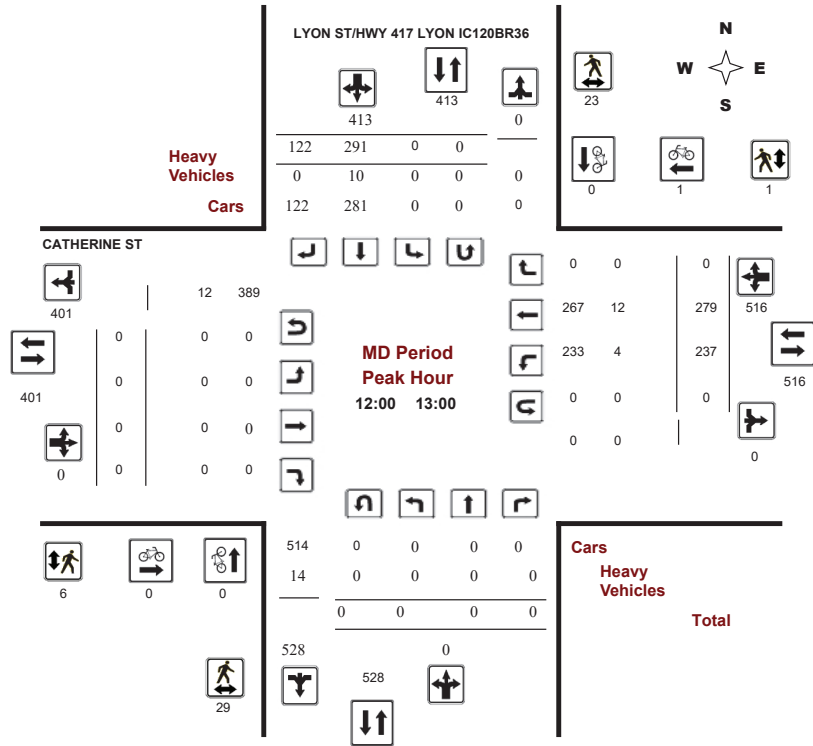 LYON ST/HWY 417 LYON IC120BR36
N
W E
S
413
413 0
23
122 291 0 0
Heavy
Vehicles
0 10 0 0 0
Cars
122 281 0 0 0
0 1 1
CATHERINE ST
401
12 389
0 0 0
0 0 0
401
0 0 0
0
0 0 0
MD Period
Peak Hour
12:00 13:00
0 0 0
267 12 279 516
233 4 237
516
0 0 0
0 0
0
514 0 0 0 0
14 0 0 0 0
0 0 0 0
528 0
528
6 0 0
29
Cars
Heavy
Vehicles
Total